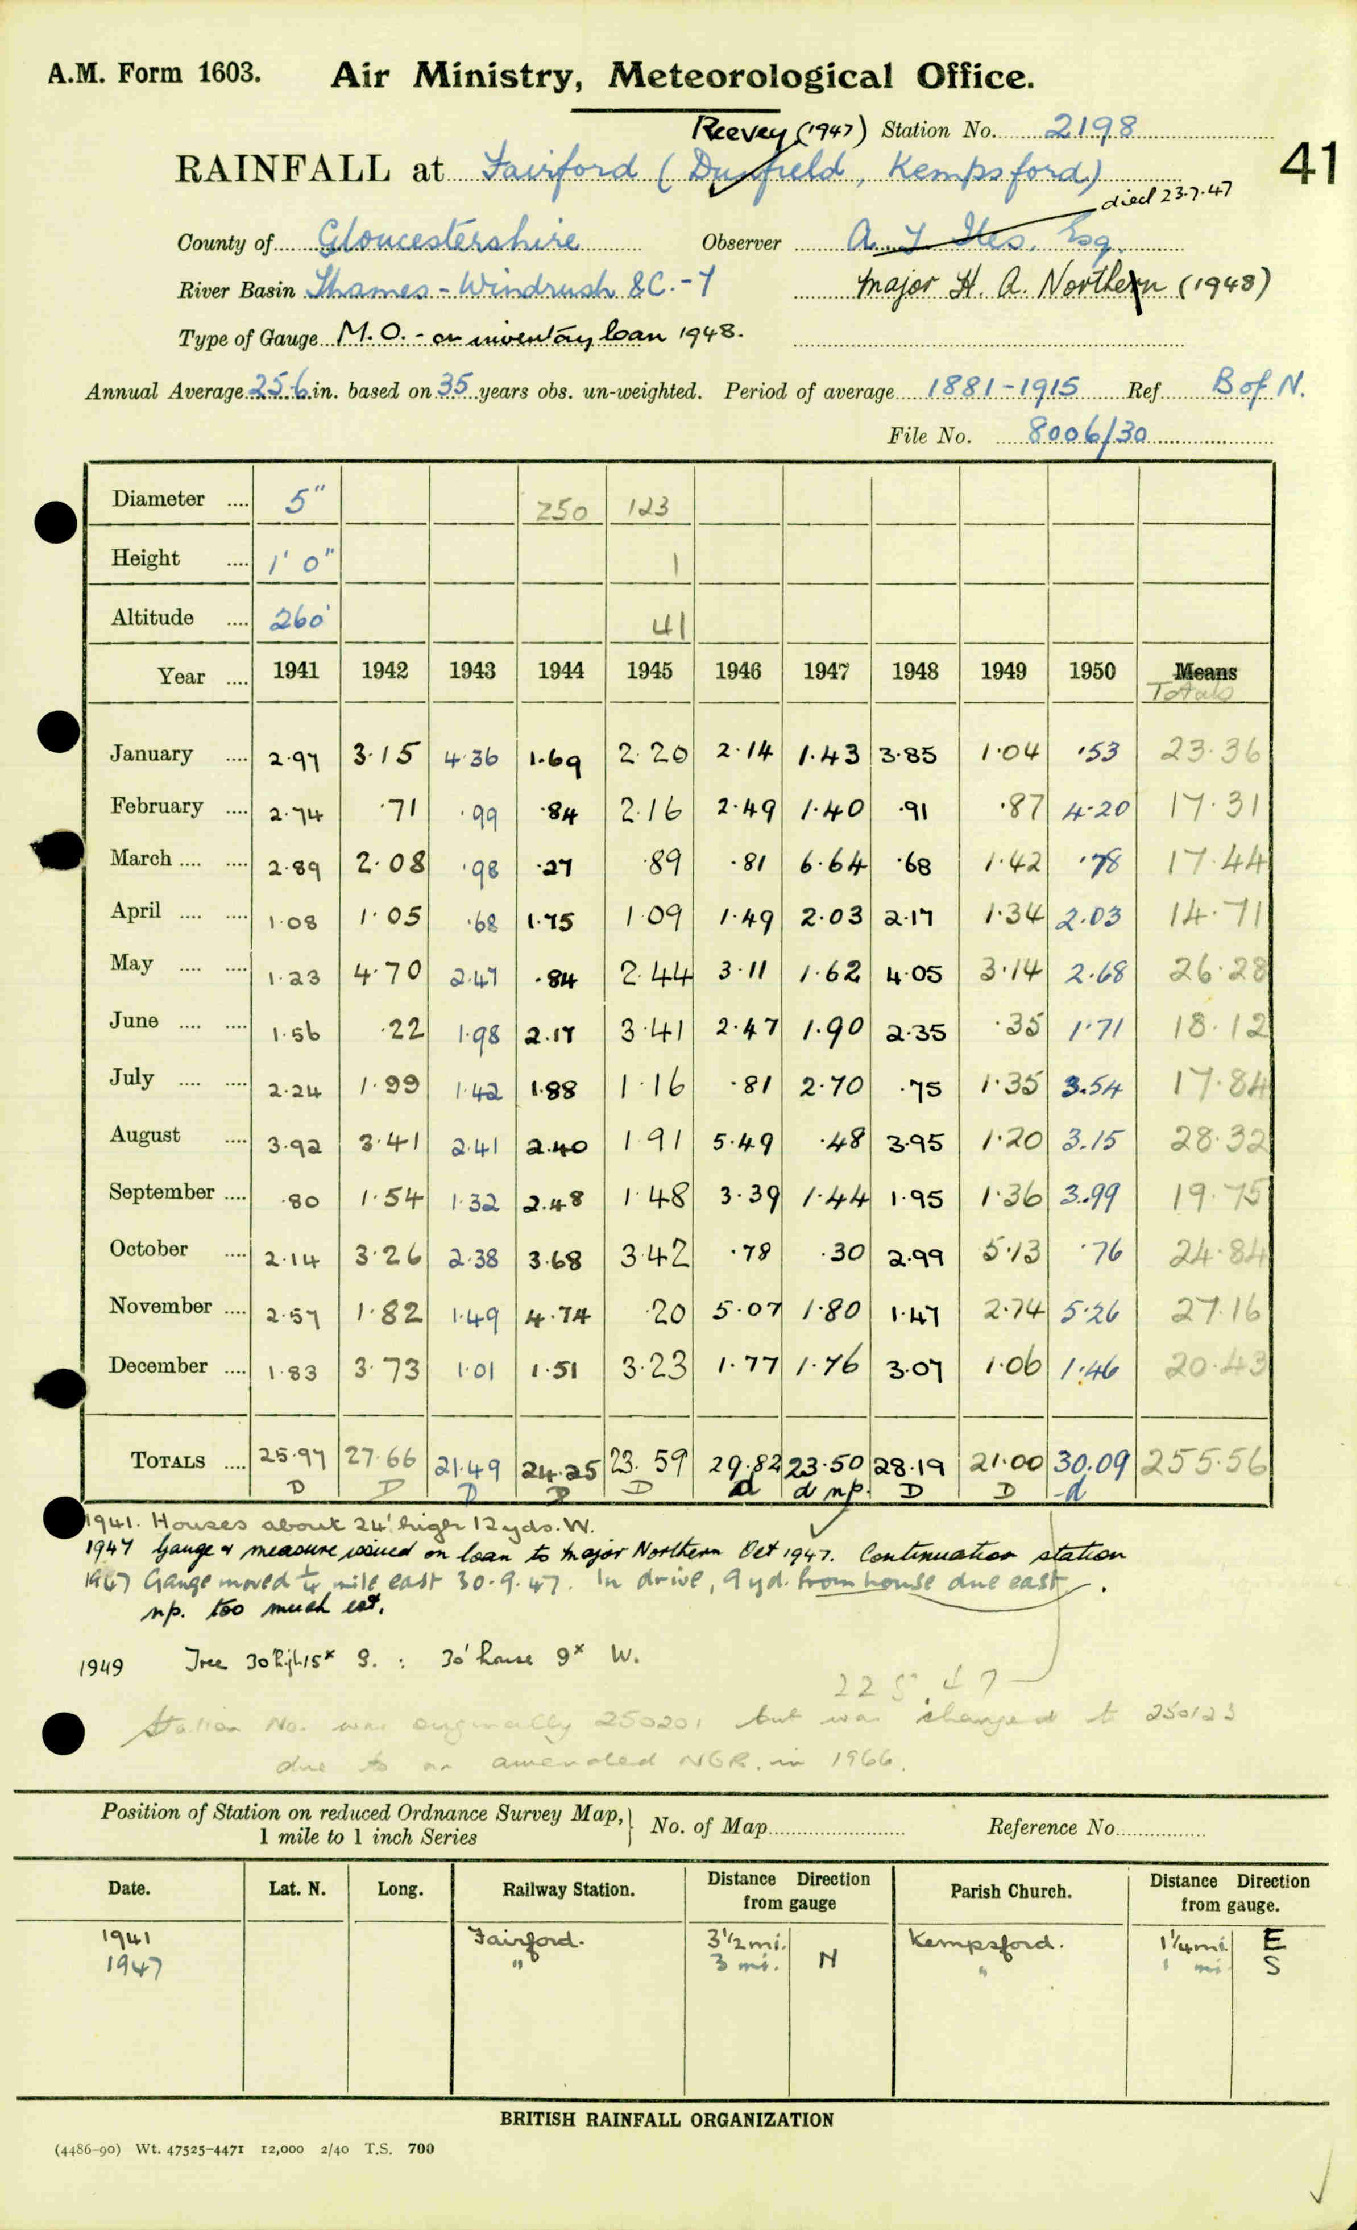 A.M. Form 1603. Air Ministry, Meteorological Office.
Reevey (1947) Station No. 2198
41
RAINFALL at Fairford (Dunfield, Kempsford)
died 23.7.47
County of Gloucestershire Observer A. J. Iles, Esq.
River Basin Thames - Windrush &C. - 7 Major H. A. Northen (1948)
Type of Gauge M.O. - on inventory loan 1948.
Annual Average 25.6 in. based on 35 years obs. un-weighted. Period of average 1881-1915 Ref B of N.
File No. 8006/30
Diameter .... 5" 250 123
Height .... 1' 0" 1
Altitude .... 260' 41
Year .... 1941 1942 1943 1944 1945 1946 1947 1948 1949 1950 Means
Totals
January .... 2.97 3.15 4.36 1.69 2.20 2.14 1.43 3.85 1.04 .53 23.36
February .... 2.74 .71 .99 .84 2.16 2.49 1.40 .91 .87 4.20 17.31
March .... .... 2.89 2.08 .98 .27 .89 .81 6.64 .68 1.42 .78 17.44
April .... .... 1.08 1.05 .68 1.75 1.09 1.49 2.03 2.17 1.34 2.03 14.71
May .... .... 1.23 4.70 2.47 .84 2.44 3.11 1.62 4.05 3.14 2.68 26.28
June .... .... 1.56 .22 1.98 2.17 3.41 2.47 1.90 2.35 .35 1.71 18.12
July .... .... 2.24 1.99 1.42 1.88 1.16 .81 2.70 .75 1.35 3.54 17.84
August .... 3.92 3.41 2.41 2.40 1.91 5.49 .48 3.95 1.20 3.15 28.32
September .... .80 1.54 1.32 2.48 1.48 3.39 1.44 1.95 1.36 3.99 19.75
October .... 2.14 3.26 2.38 3.68 3.42 .78 .30 2.99 5.13 .76 24.84
November .... 2.57 1.82 1.49 4.74 .20 5.07 1.80 1.47 2.74 5.26 27.16
December .... 1.83 3.73 1.01 1.51 3.23 1.77 1.76 3.07 1.06 1.46 20.43
TOTALS .... 25.97 27.66 21.49 24.25 23.59 29.82 23.50 28.19 21.00 30.09 255.56
D D D D D d d np. D D d
1941. Houses about 24' high 12 yds. W.
1947 Gauge & measure issued on loan to Major Northern Oct 1947. Continuation station
1947 Gauge moved 1/4 mile east 30.9.47. In drive, 9 yd. from house due east.
np. too much est.
1949 Tree 30' high 15x S. : 30' house 9x W.
Station No. was originally 250201 but was changed to 250123
due to an amended NGR. in 1966.
Position of Station on reduced Ordnance Survey Map, } No. of Map Reference No.
1 mile to 1 inch Series
Date. Lat. N. Long. Railway Station. Distance Direction from gauge Parish Church. Distance Direction from gauge.
1941 Fairford. 3 1/2 mi. Kempsford. 1 1/4 mi. E
1947 " 3 mi. N " 1 mi. S
BRITISH RAINFALL ORGANIZATION
(4486-90) Wt. 47525-4471 12,000 2/40 T.S. 700